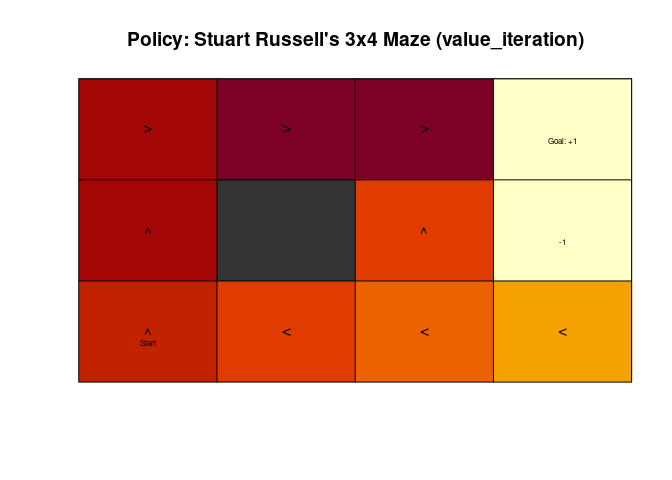 Policy: Stuart Russell's 3x4 Maze (value_iteration)
> > > Goal: +1
^ ^ -1
^ < < <
Start